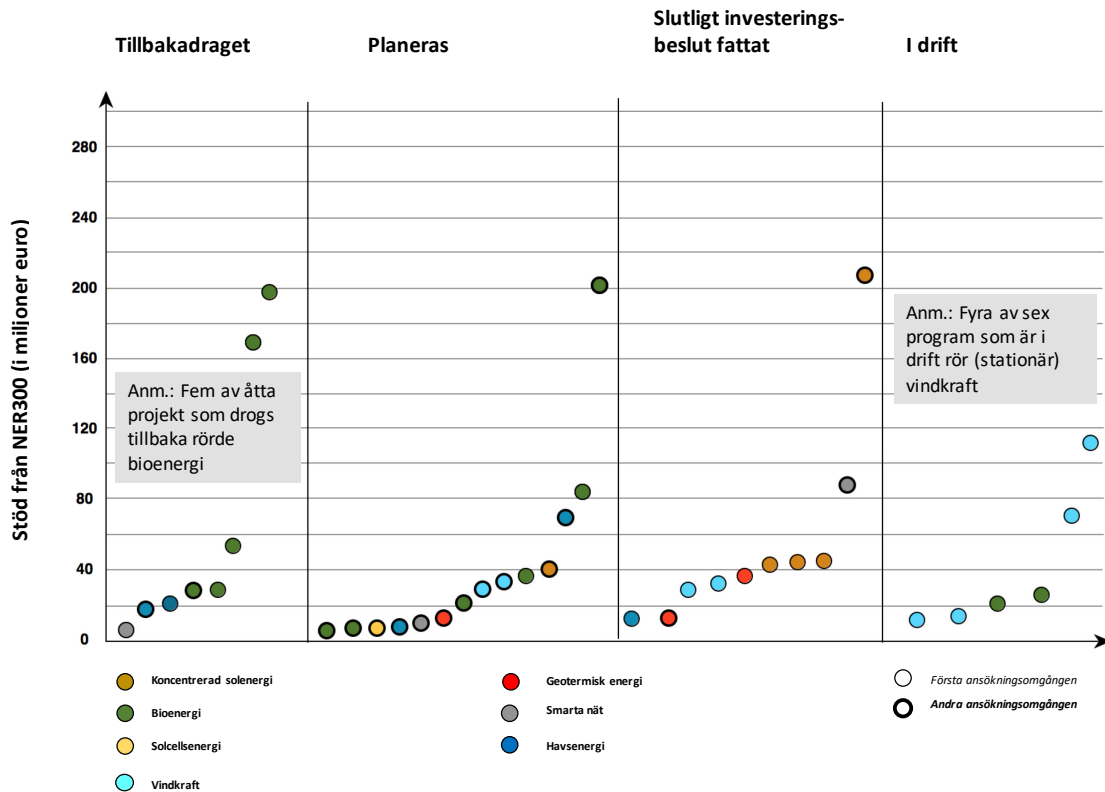 Tillbakadraget
Planeras
Slutligt investerings-
beslut fattat
I drift
Stöd från NER300 (i miljoner euro)
280
240
200
160
120
80
40
0
Anm.: Fem av åtta
projekt som drogs
tillbaka rörde
bioenergi
Anm.: Fyra av sex
program som är i
drift rör (stationär)
vindkraft
Koncentrerad solenergi
Bioenergi
Solcellsenergi
Vindkraft
Geotermisk energi
Smarta nät
Havsenergi
Första ansökningsomgången
Andra ansökningsomgången